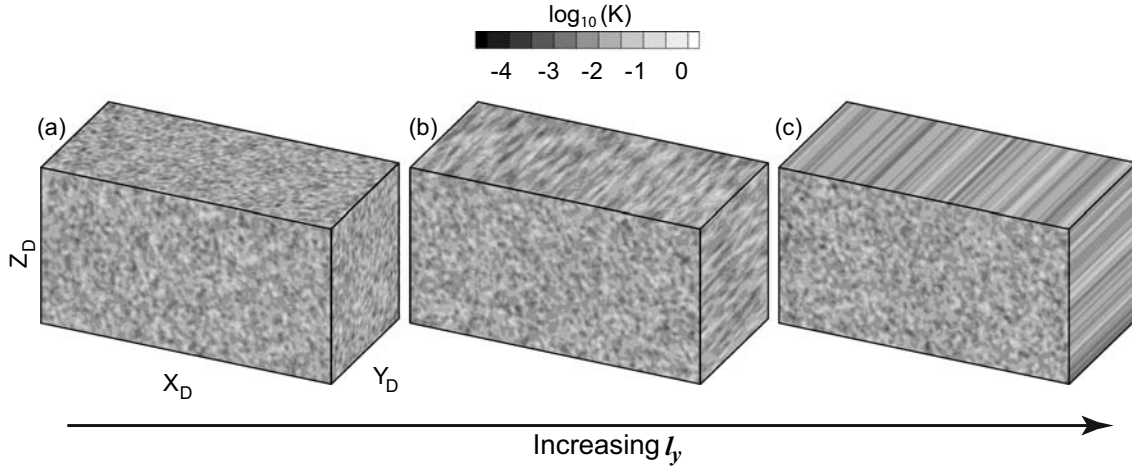 log₁₀(K)
-4 -3 -2 -1 0
(a) (b) (c)
Z_D
X_D Y_D
Increasing l_y